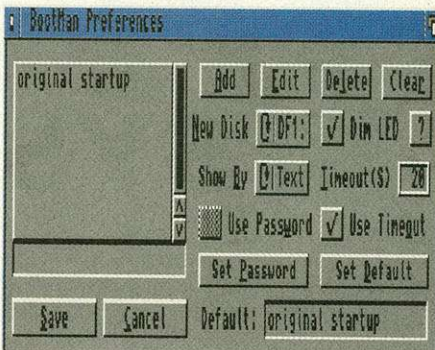 BootMan Preferences
original startup
Add Edit Delete Clear
New Disk DF1: Dim LED ?
Show By Text Timeout(S) 20
Use Password Use Timeout
Set Password Set Default
Save Cancel Default: original startup